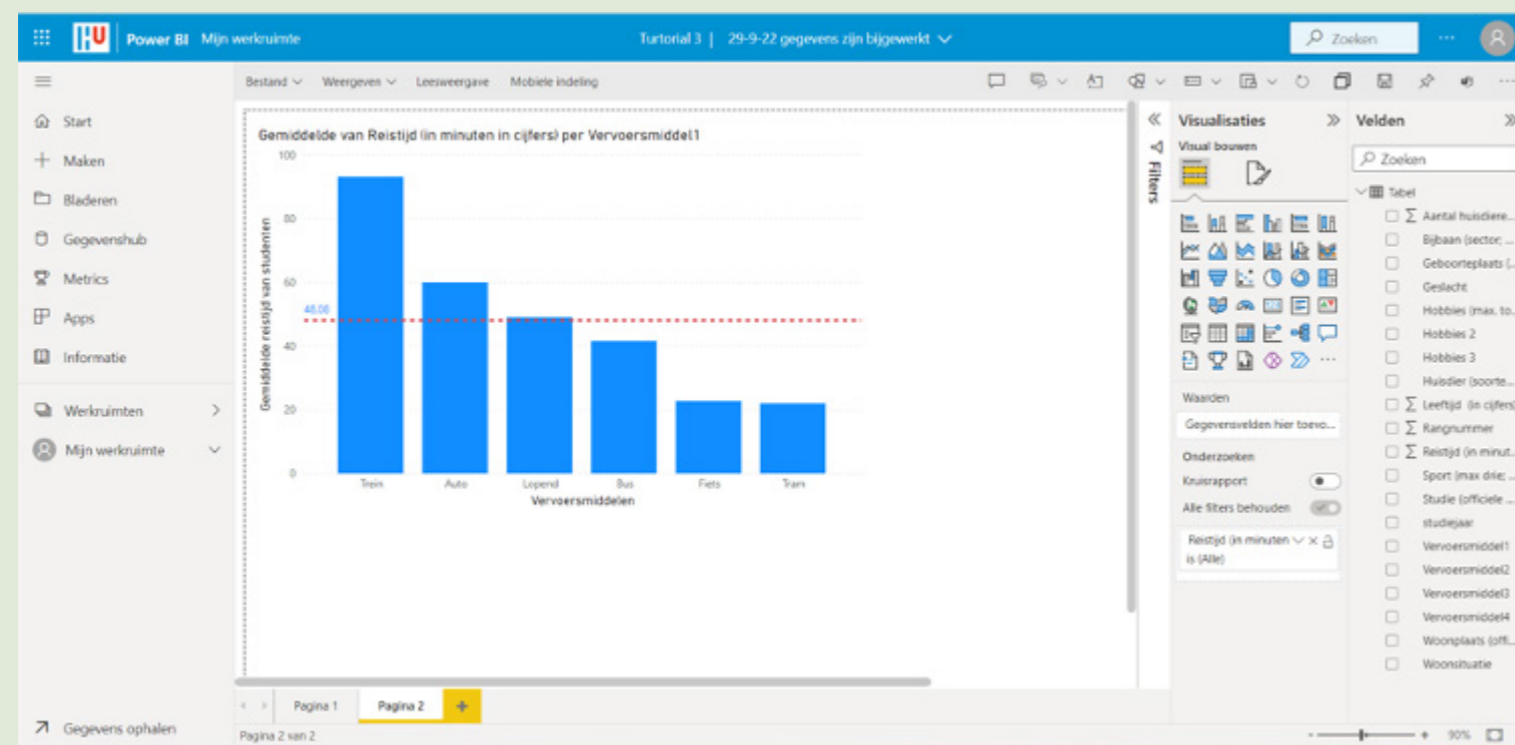 HU Power BI Mijn werkruimte
Turtorial 3 | 29-9-22 gegevens zijn bijgewerkt
Zoeken
Bestand Weergeven Leesweergave Mobiele indeling
Start
Maken
Bladeren
Gegevenshub
Metrics
Apps
Informatie
Werkruimten
Mijn werkruimte
Gegevens ophalen
Gemiddelde van Reistijd (in minuten in cijfers) per Vervoersmiddel1
Gemiddelde reistijd van studenten
100
80
60
48,08
40
20
0
Trein Auto Lopend Bus Fiets Tram
Vervoersmiddelen
Pagina 1 Pagina 2 +
Pagina 2 van 2
Filters
Visualisaties
Visual bouwen
Waarden
Gegevensvelden hier toevo...
Onderzoeken
Kruisrapport
Alle filters behouden
Reistijd (in minuten
is (Alle)
Velden
Zoeken
Tabel
Aantal huisdiere...
Bijbaan (sector; ...
Geboorteplaats (...
Geslacht
Hobbies (max. to...
Hobbies 2
Hobbies 3
Huisdier (soorte...
Leeftijd (in cijfers)
Rangnummer
Reistijd (in minut...
Sport (max drie; ...
Studie (officiele ...
studiejaar
Vervoersmiddel1
Vervoersmiddel2
Vervoersmiddel3
Vervoersmiddel4
Woonplaats (offi...
Woonsituatie
- + 90%